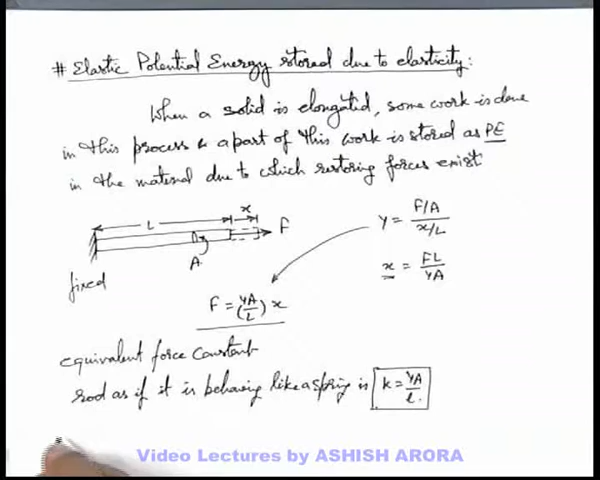 # Elastic Potential Energy stored due to elasticity :
When a solid is elongated, some work is done
in this process & a part of this work is stored as PE
in the material due to which restoring forces exist
L x F
A
fixed
Y = F/A / x/L
x = FL / YA
F = (YA/L) x
equivalent force constant
rod as if it is behaving like a spring is k = YA/L.
Video Lectures by ASHISH ARORA